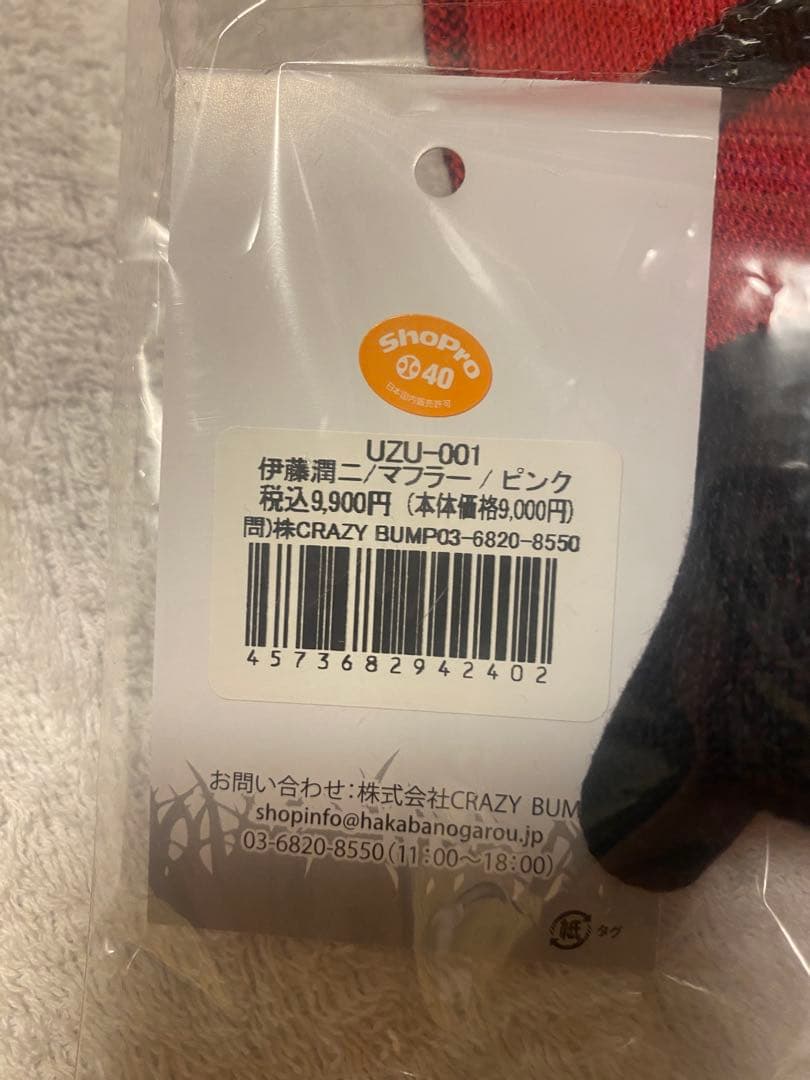 ShoPro
40
日本国内販売許可
UZU-001
伊藤潤二/マフラー / ピンク
税込9,900円 (本体価格9,000円)
問)株CRAZY BUMP03-6820-8550
4573682942402
お問い合わせ:株式会社CRAZY BUM
shopinfo@hakabanogarou.jp
03-6820-8550(11:00〜18:00)
紙 タグ